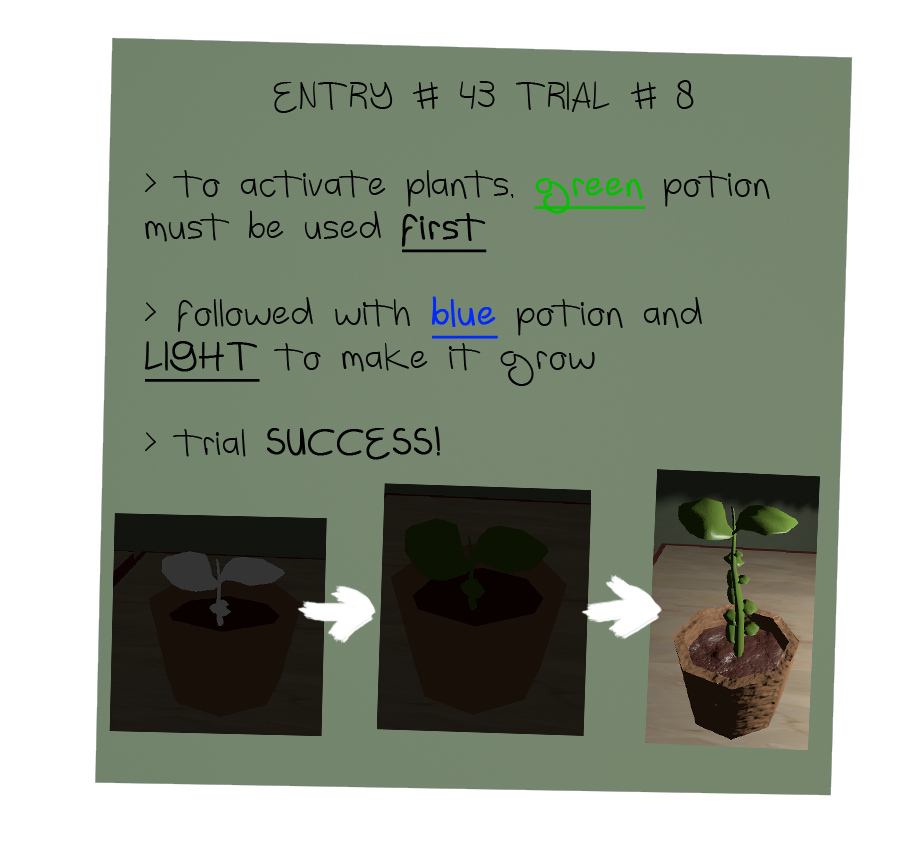 ENTRY # 43 TRIAL # 8
> to activate plants, green potion
must be used first
> followed with blue potion and
LIGHT to make it grow
> trial SUCCESS!